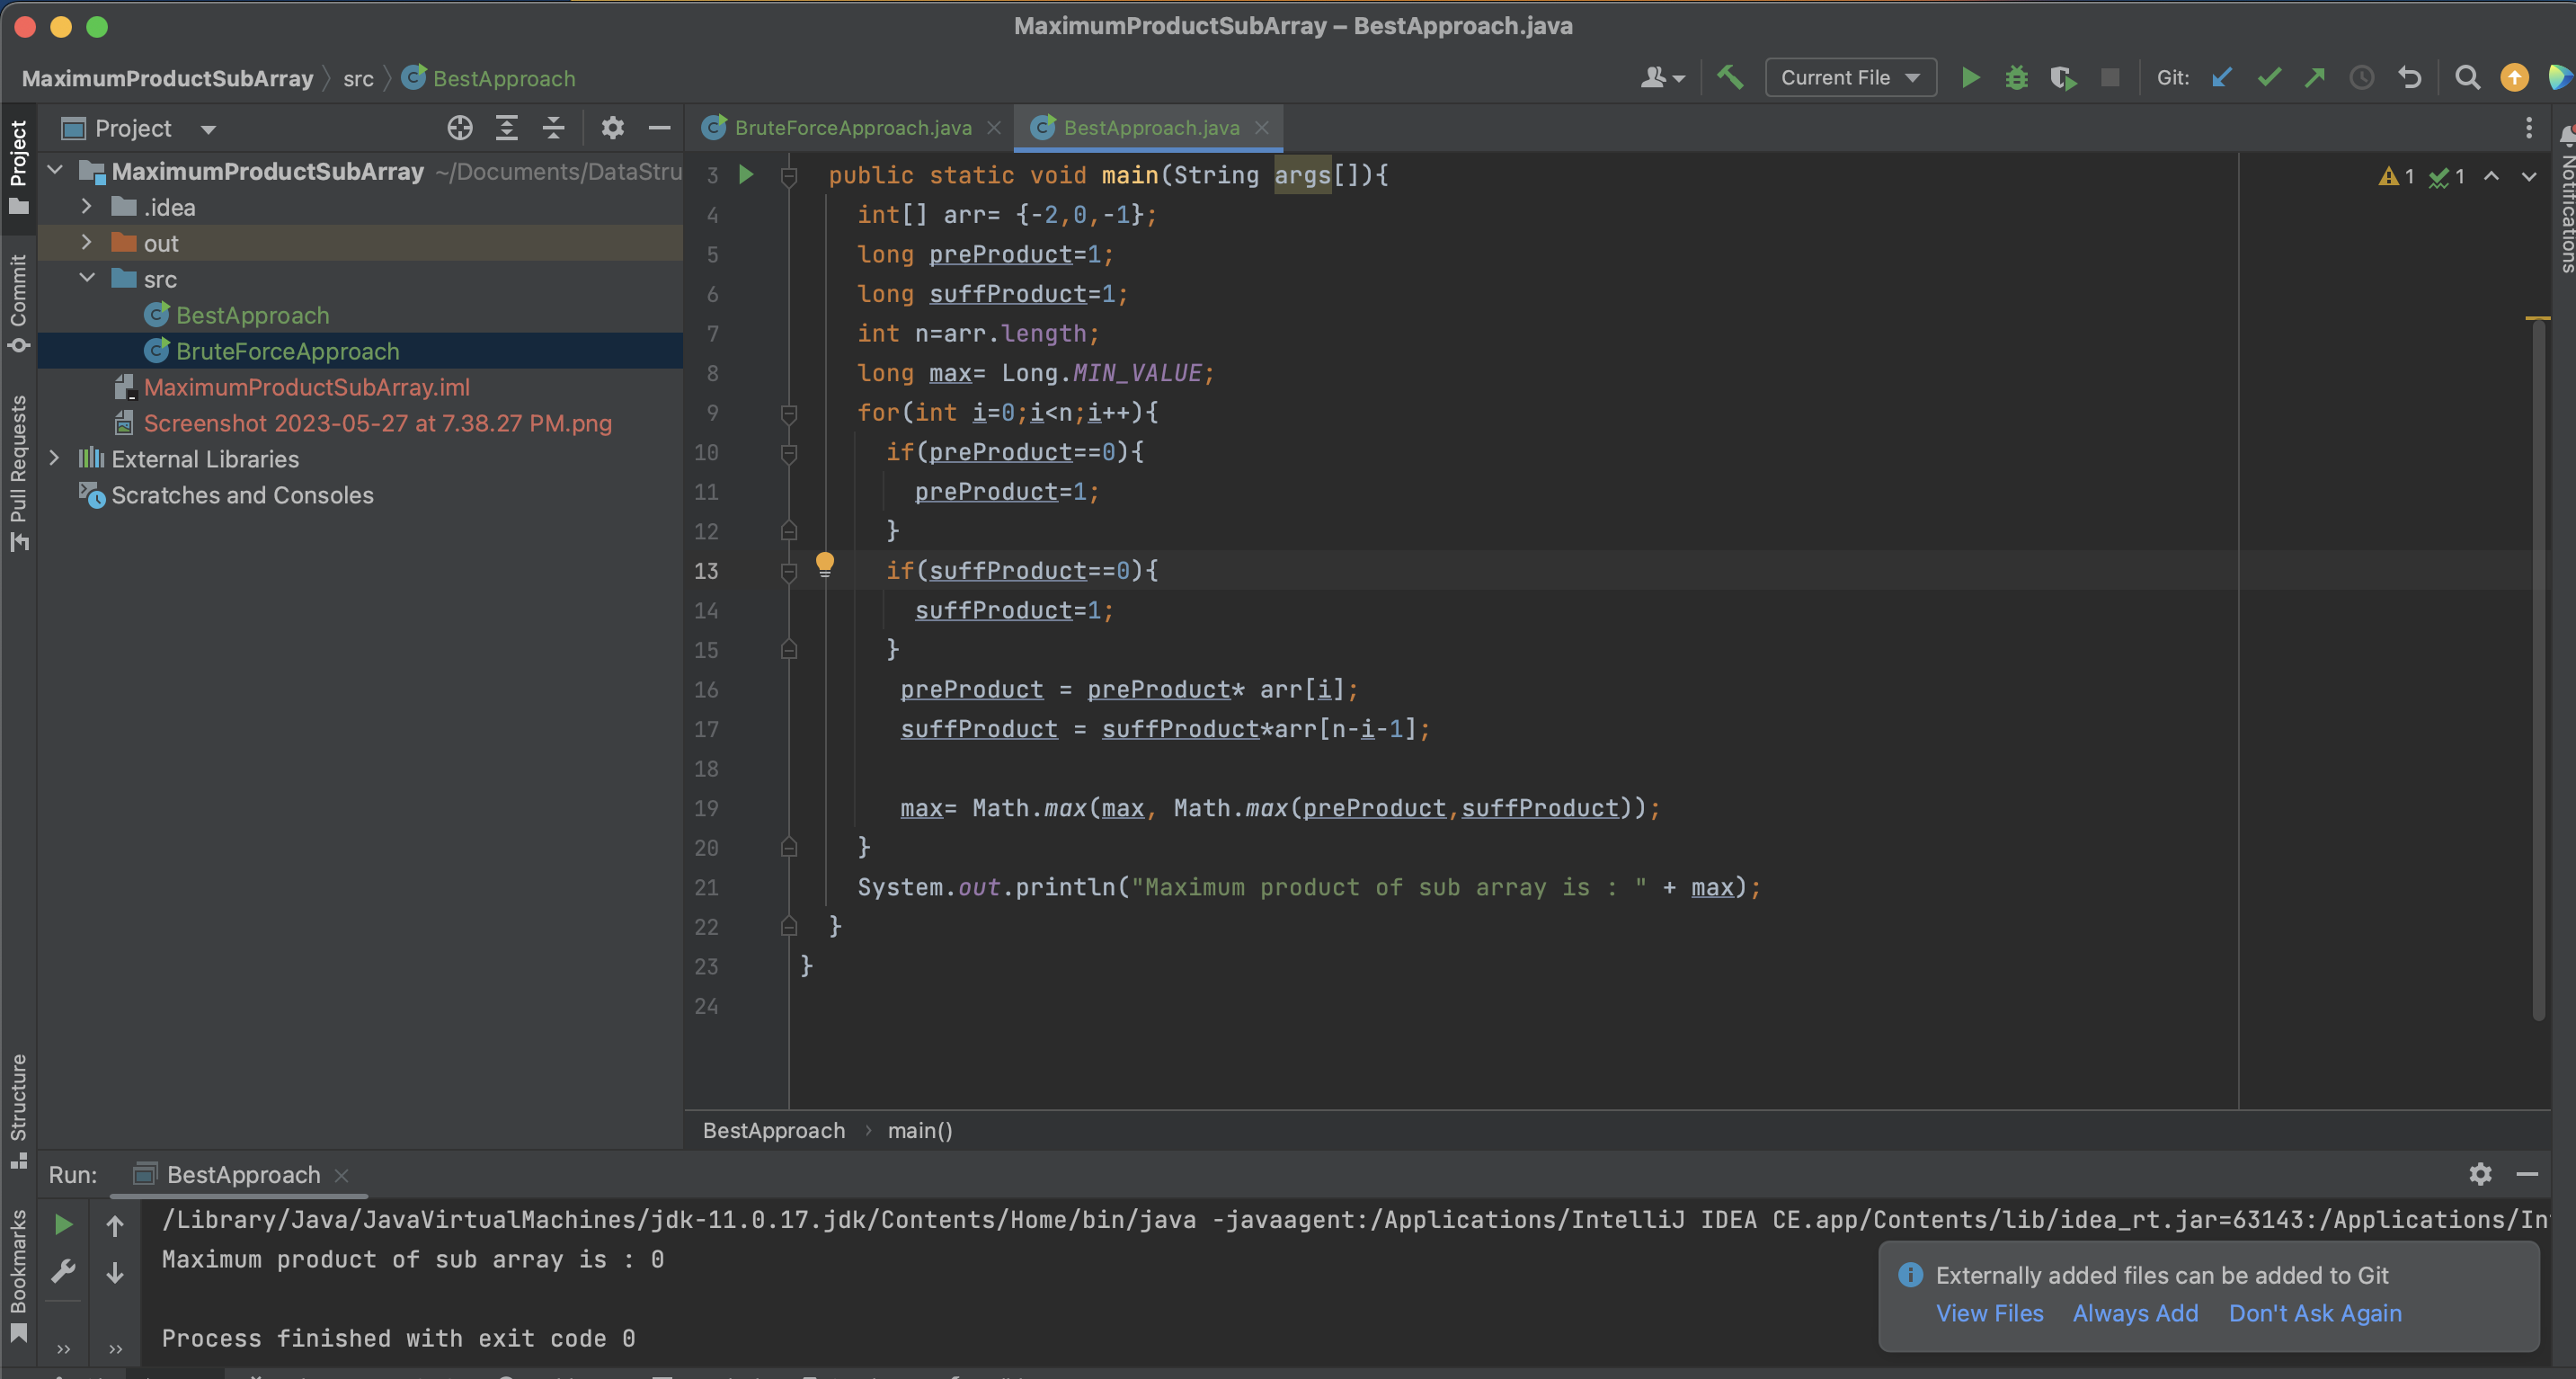 MaximumProductSubArray – BestApproach.java
MaximumProductSubArray src BestApproach
Current File
Git:
Project
BruteForceApproach.java
BestApproach.java
Project
Commit
Pull Requests
Structure
Bookmarks
Notifications
MaximumProductSubArray ~/Documents/DataStru
.idea
out
src
BestApproach
BruteForceApproach
MaximumProductSubArray.iml
Screenshot 2023-05-27 at 7.38.27 PM.png
External Libraries
Scratches and Consoles
1 1
3 public static void main(String args[]){
4 int[] arr= {-2,0,-1};
5 long preProduct=1;
6 long suffProduct=1;
7 int n=arr.length;
8 long max= Long.MIN_VALUE;
9 for(int i=0;i<n;i++){
10 if(preProduct==0){
11 preProduct=1;
12 }
13 if(suffProduct==0){
14 suffProduct=1;
15 }
16 preProduct = preProduct* arr[i];
17 suffProduct = suffProduct*arr[n-i-1];
18
19 max= Math.max(max, Math.max(preProduct,suffProduct));
20 }
21 System.out.println("Maximum product of sub array is : " + max);
22 }
23 }
24
BestApproach main()
Run: BestApproach
/Library/Java/JavaVirtualMachines/jdk-11.0.17.jdk/Contents/Home/bin/java -javaagent:/Applications/IntelliJ IDEA CE.app/Contents/lib/idea_rt.jar=63143:/Applications/In
Maximum product of sub array is : 0
Process finished with exit code 0
Externally added files can be added to Git
View Files Always Add Don't Ask Again